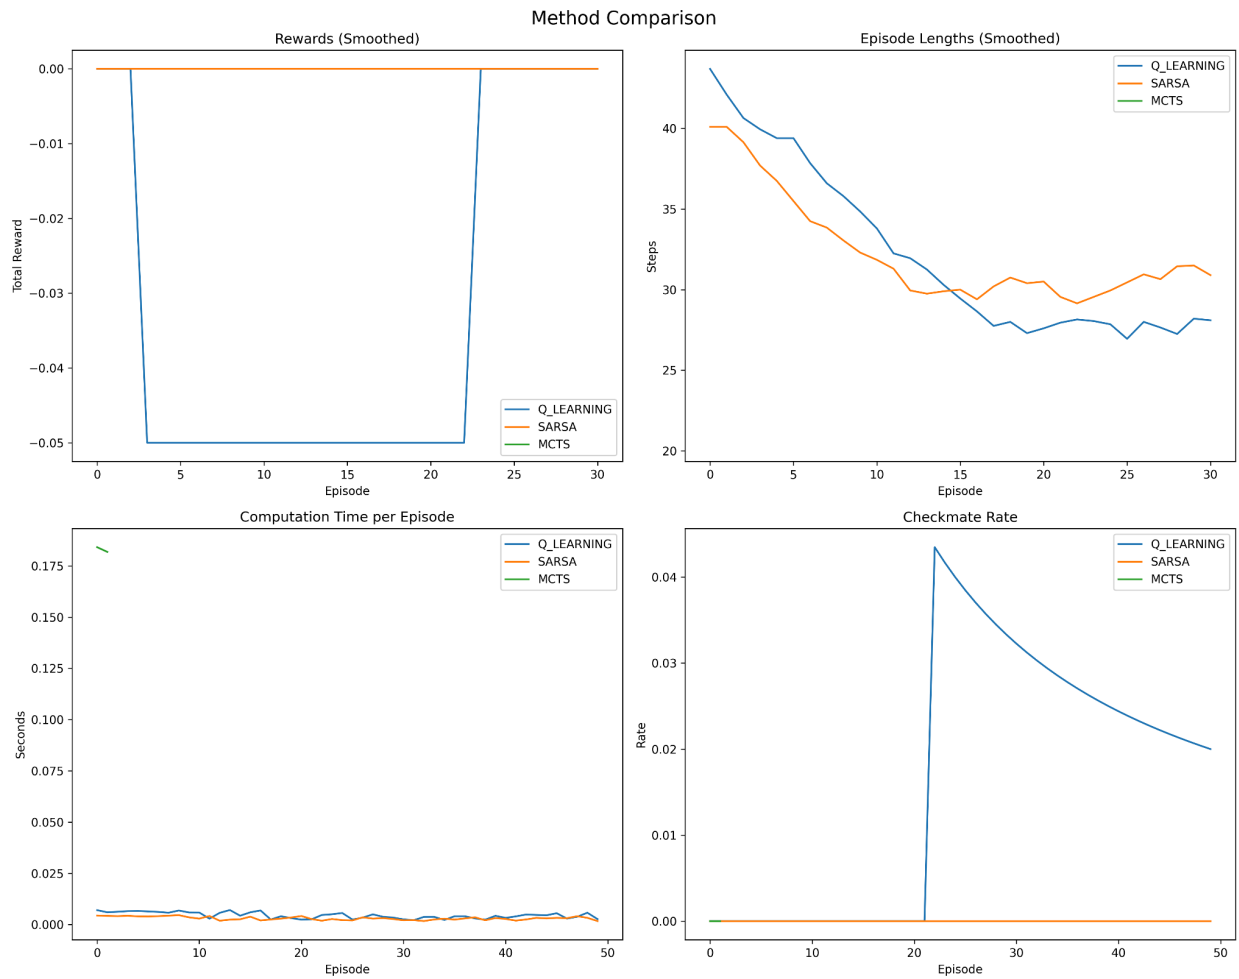 Method Comparison
Rewards (Smoothed)
Total Reward
0.00
−0.01
−0.02
−0.03
−0.04
−0.05
0 5 10 15 20 25 30
Episode
Q_LEARNING
SARSA
MCTS
Episode Lengths (Smoothed)
Steps
40
35
30
25
20
0 5 10 15 20 25 30
Episode
Q_LEARNING
SARSA
MCTS
Computation Time per Episode
Seconds
0.175
0.150
0.125
0.100
0.075
0.050
0.025
0.000
0 10 20 30 40 50
Episode
Q_LEARNING
SARSA
MCTS
Checkmate Rate
Rate
0.04
0.03
0.02
0.01
0.00
0 10 20 30 40 50
Episode
Q_LEARNING
SARSA
MCTS